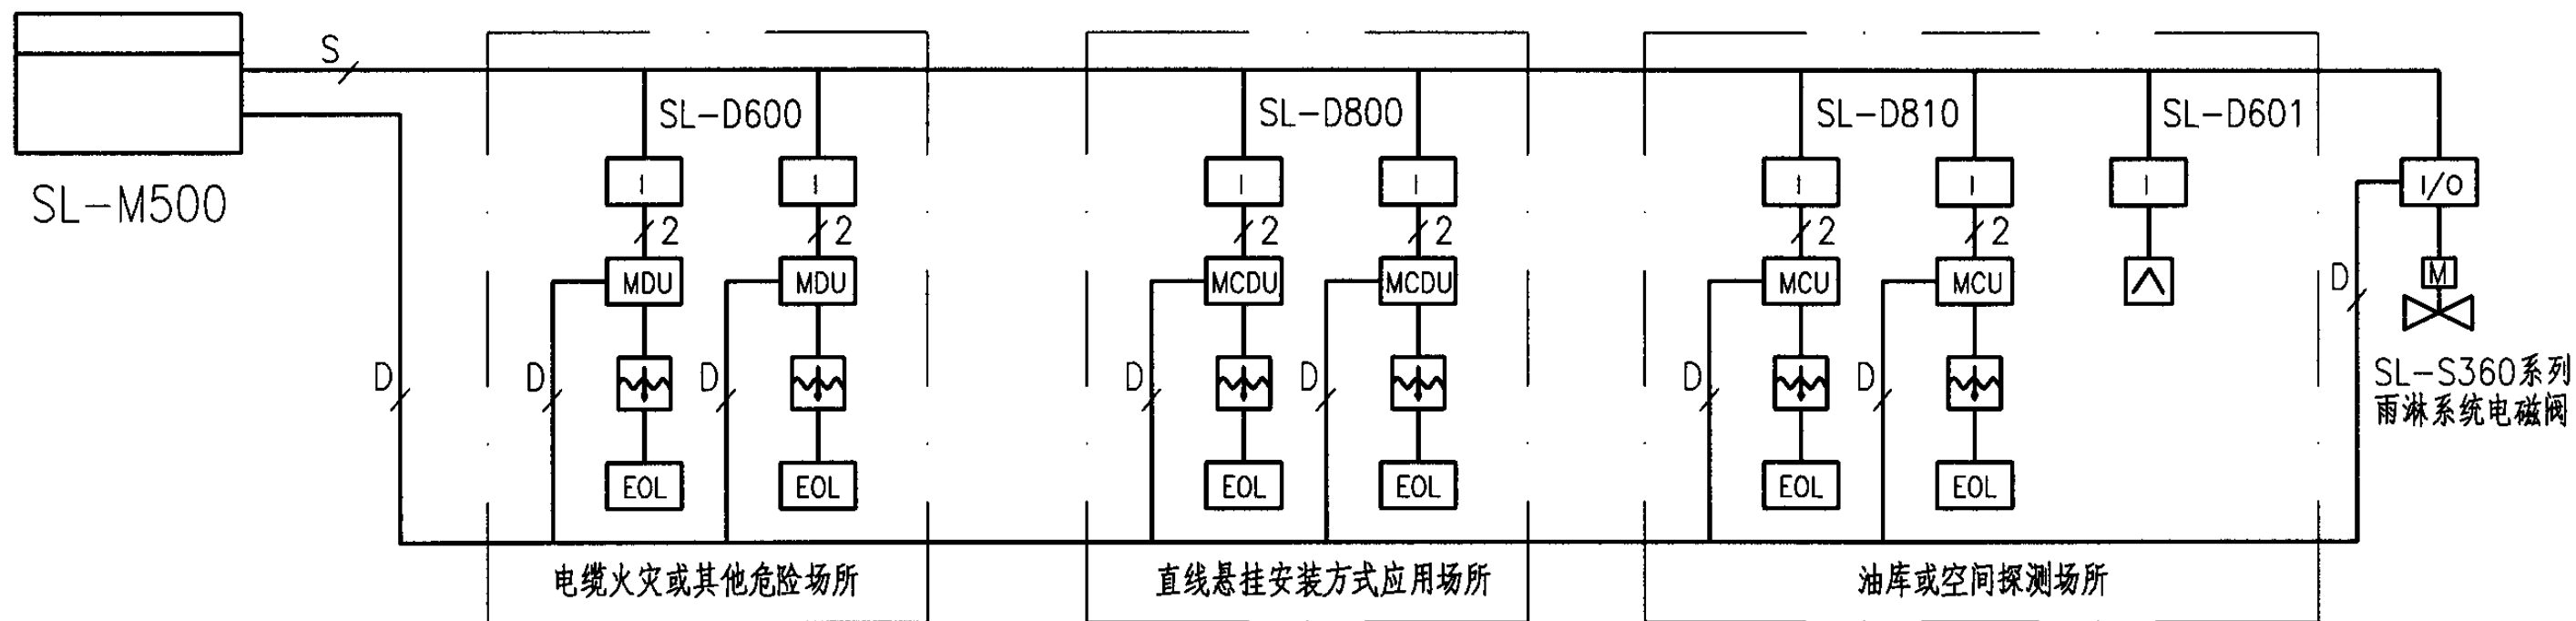 S
SL-D600
SL-D800
SL-D810
SL-D601
SL-M500
I
I
I
I
I
I
I
I/O
2
2
2
2
2
2
MDU
MDU
MCDU
MCDU
MCU
MCU
M
D
D
D
D
D
D
D
D
SL-S360系列
雨淋系统电磁阀
EOL
EOL
EOL
EOL
EOL
EOL
电缆火灾或其他危险场所
直线悬挂安装方式应用场所
油库或空间探测场所